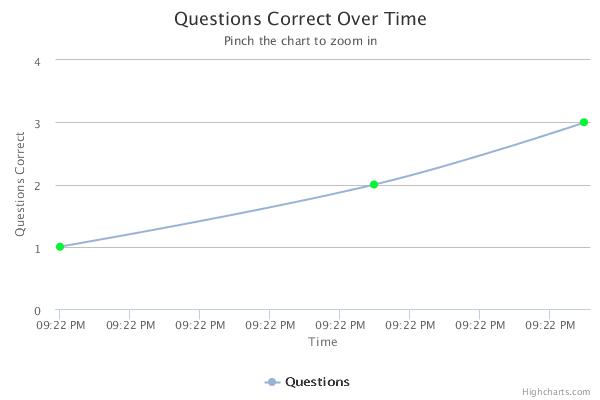 Questions Correct Over Time
Pinch the chart to zoom in
Questions Correct
4
3
2
1
0
09:22 PM 09:22 PM 09:22 PM 09:22 PM 09:22 PM 09:22 PM 09:22 PM 09:22 PM
Time
Questions
Highcharts.com